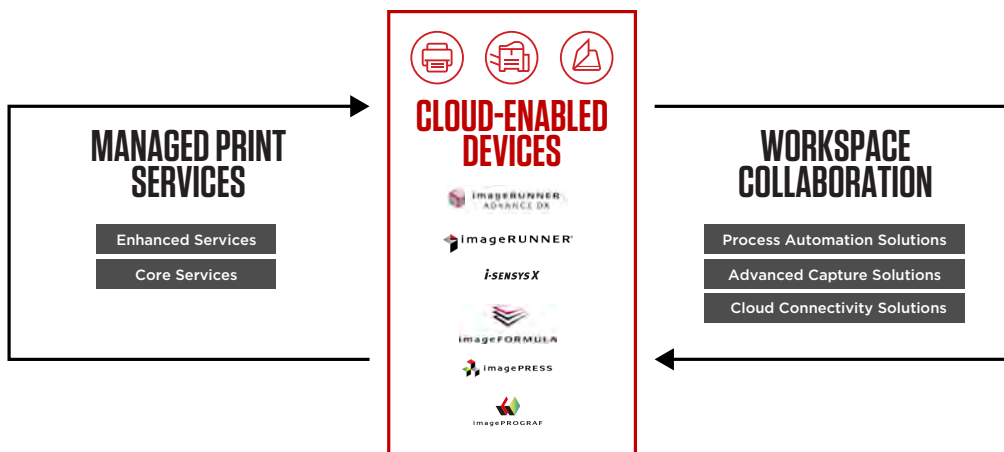 MANAGED PRINT
SERVICES
Enhanced Services
Core Services
CLOUD-ENABLED
DEVICES
imageRUNNER
ADVANCE DX
imageRUNNER
i-SENSYS X
imageFORMULA
imagePRESS
imagePROGRAF
WORKSPACE
COLLABORATION
Process Automation Solutions
Advanced Capture Solutions
Cloud Connectivity Solutions